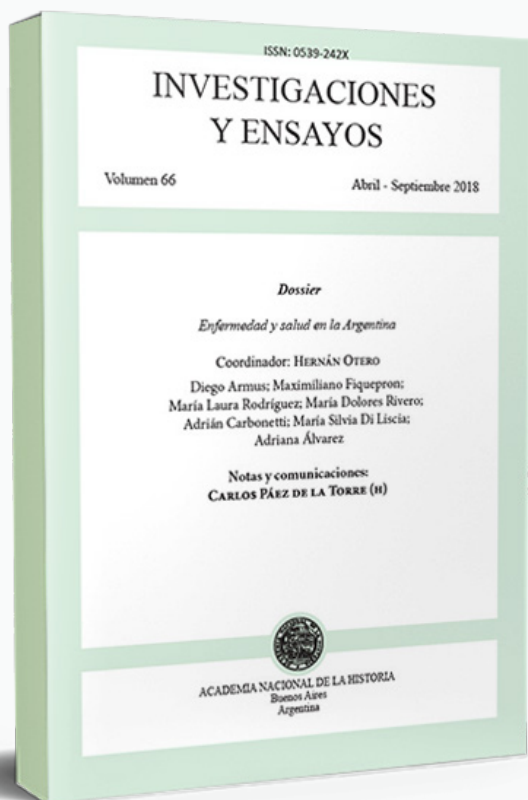 ISSN: 0539-242X
INVESTIGACIONES
Y ENSAYOS
Volumen 66
Abril - Septiembre 2018
Dossier
Enfermedad y salud en la Argentina
Coordinador: HERNÁN OTERO
Diego Armus; Maximiliano Fiquepron;
María Laura Rodríguez; María Dolores Rivero;
Adrián Carbonetti; María Silvia Di Liscia;
Adriana Álvarez
Notas y comunicaciones:
CARLOS PÁEZ DE LA TORRE (H)
ACADEMIA NACIONAL DE LA HISTORIA
Buenos Aires
Argentina